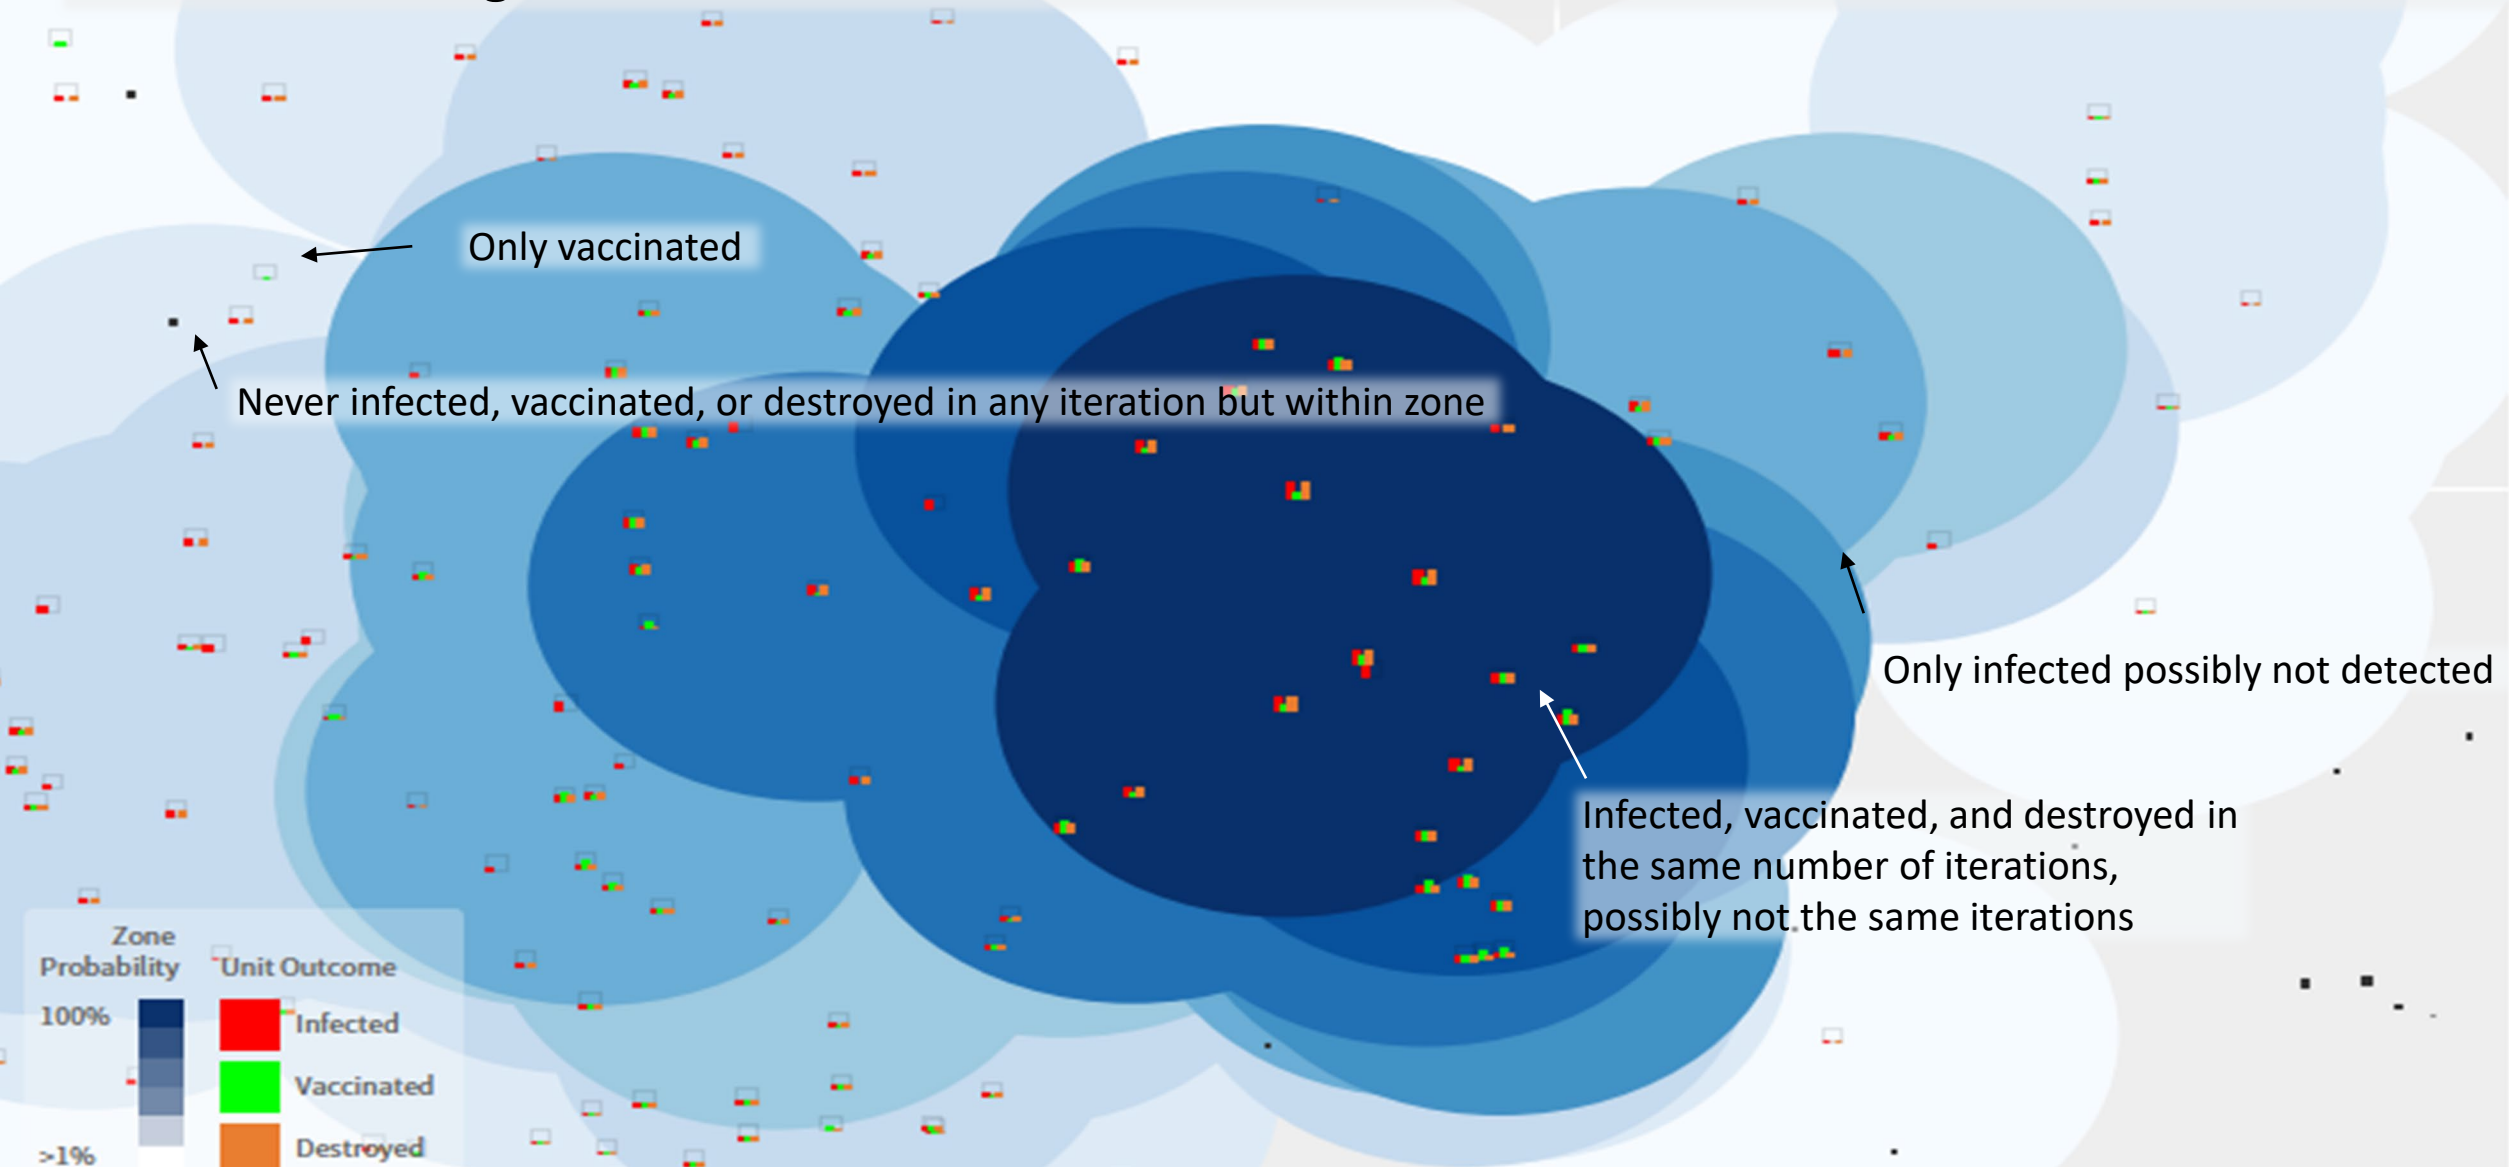 Only vaccinated
Never infected, vaccinated, or destroyed in any iteration but within zone
Only infected possibly not detected
Infected, vaccinated, and destroyed in
the same number of iterations,
possibly not the same iterations
Zone
Probability
Unit Outcome
100%
Infected
Vaccinated
Destroyed
>1%